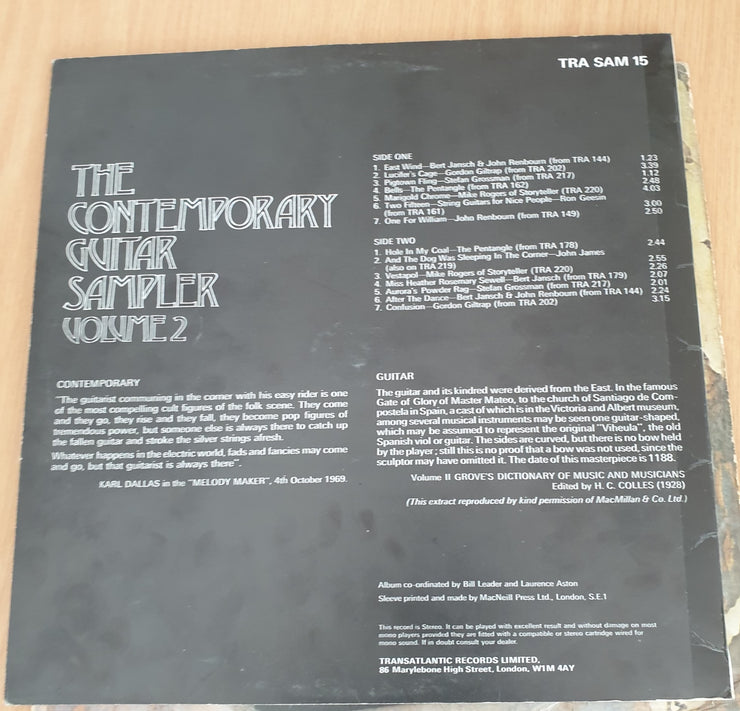 TRA SAM 15
THE
CONTEMPORARY
GUITAR
SAMPLER
VOLUME 2
SIDE ONE
1. East Wind—Bert Jansch & John Renbourn (from TRA 144) 1.23
2. Lucifer's Cage—Gordon Giltrap (from TRA 202) 3.39
3. Pigtown Fling—Stefan Grossman (from TRA 217) 1.12
4. Bells—The Pentangle (from TRA 162) 2.48
5. Marigold Chrome—Mike Rogers of Storyteller (TRA 220) 4.03
6. Two Fifteen—String Guitars for Nice People—Ron Geesin
(from TRA 161) 3.00
7. One For William—John Renbourn (from TRA 149) 2.50
SIDE TWO
1. Hole In My Coal—The Pentangle (from TRA 178) 2.44
2. And The Dog Was Sleeping In The Corner—John James
(also on TRA 219) 2.55
3. Vestapol—Mike Rogers of Storyteller (TRA 220) 2.26
4. Miss Heather Rosemary Sewell—Bert Jansch (from TRA 179) 2.07
5. Aurora's Powder Rag—Stefan Grossman (from TRA 217) 2.01
6. After The Dance—Bert Jansch & John Renbourn (from TRA 144) 2.24
7. Confusion—Gordon Giltrap (from TRA 202) 3.15
CONTEMPORARY
"The guitarist communing in the corner with his easy rider is one
of the most compelling cult figures of the folk scene. They come
and they go, they rise and they fall, they become pop figures of
tremendous power, but someone else is always there to catch up
the fallen guitar and stroke the silver strings afresh.
Whatever happens in the electric world, fads and fancies may come
and go, but that guitarist is always there".
KARL DALLAS in the "MELODY MAKER", 4th October 1969.
GUITAR
The guitar and its kindred were derived from the East. In the famous
Gate of Glory of Master Mateo, to the church of Santiago de Com-
postela in Spain, a cast of which is in the Victoria and Albert museum,
among several musical instruments may be seen one guitar-shaped,
which may be assumed to represent the original "Viheula", the old
Spanish viol or guitar. The sides are curved, but there is no bow held
by the player; still this is no proof that a bow was not used, since the
sculptor may have omitted it. The date of this masterpiece is 1188.
Volume II GROVE'S DICTIONARY OF MUSIC AND MUSICIANS
Edited by H. C. COLLES (1928)
(This extract reproduced by kind permission of MacMillan & Co. Ltd.)
Album co-ordinated by Bill Leader and Laurence Aston
Sleeve printed and made by MacNeill Press Ltd., London, S.E.1
This record is Stereo. It can be played with excellent result and without damage on most
mono players provided they are fitted with a compatible or stereo cartridge wired for
mono sound. If in doubt consult your dealer.
TRANSATLANTIC RECORDS LIMITED,
86 Marylebone High Street, London, W1M 4AY